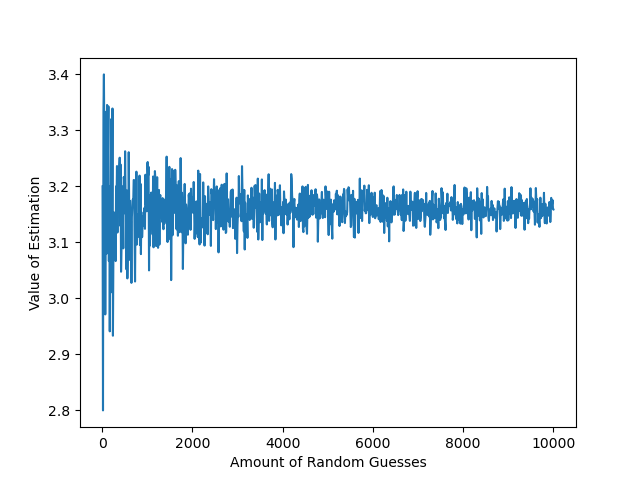 3.4
3.3
3.2
3.1
3.0
2.9
2.8
Value of Estimation
0 2000 4000 6000 8000 10000
Amount of Random Guesses